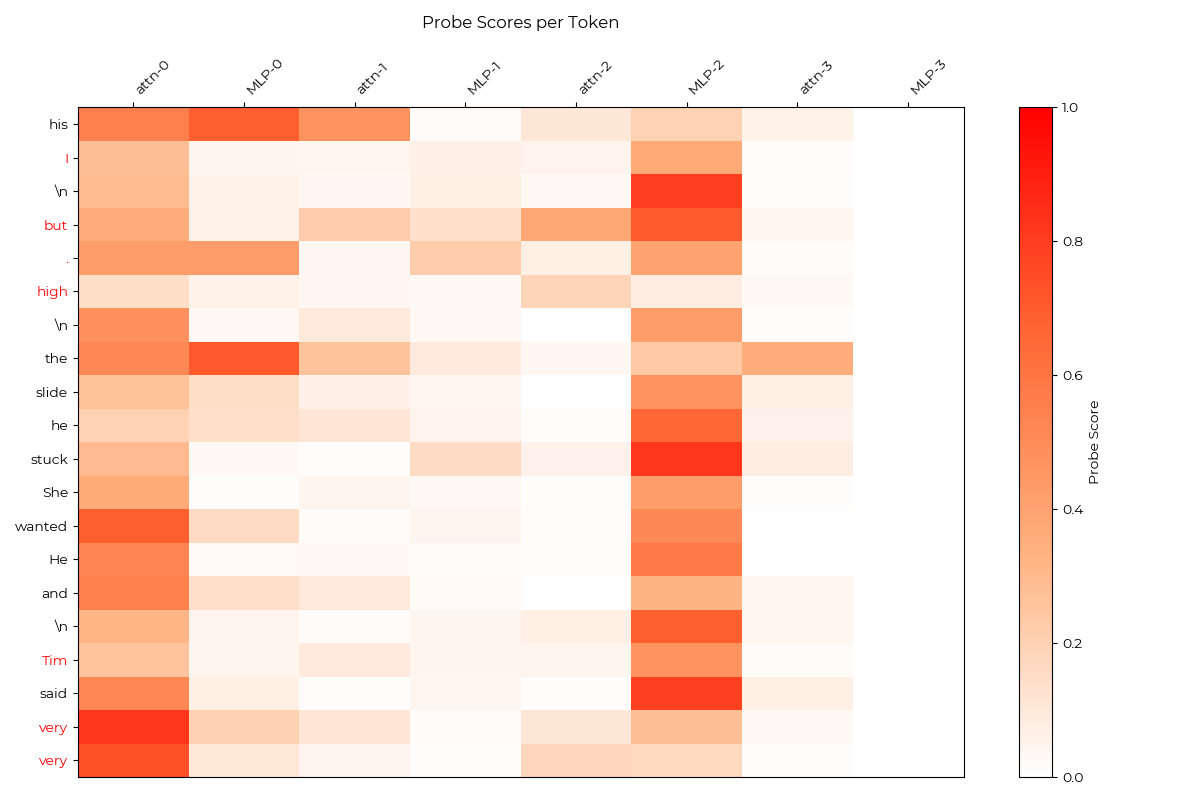 Probe Scores per Token
attn-0 MLP-0 attn-1 MLP-1 attn-2 MLP-2 attn-3 MLP-3
his
I
\n
but
.
high
\n
the
slide
he
stuck
She
wanted
He
and
\n
Tim
said
very
very
1.0
0.8
0.6
0.4
0.2
0.0
Probe Score